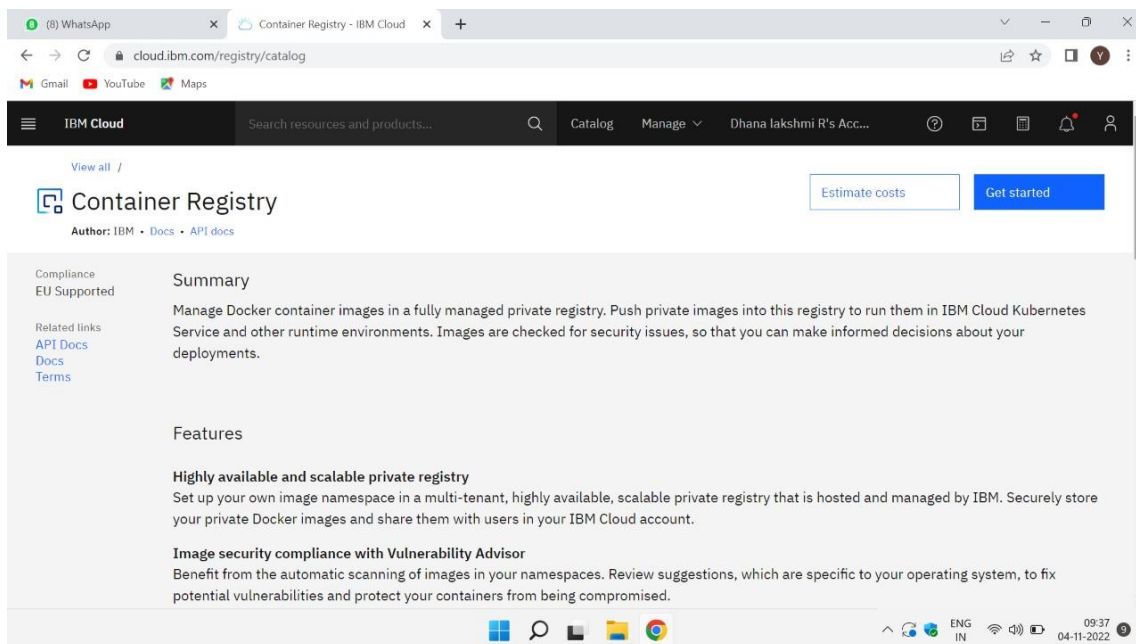 (8) WhatsApp
Container Registry - IBM Cloud
cloud.ibm.com/registry/catalog
Y
Gmail
YouTube
Maps
IBM Cloud
Search resources and products...
Catalog
Manage
Dhana lakshmi R's Acc...
View all /
Container Registry
Estimate costs
Get started
Author: IBM • Docs • API docs
Compliance
EU Supported
Related links
API Docs
Docs
Terms
Summary
Manage Docker container images in a fully managed private registry. Push private images into this registry to run them in IBM Cloud Kubernetes
Service and other runtime environments. Images are checked for security issues, so that you can make informed decisions about your
deployments.
Features
Highly available and scalable private registry
Set up your own image namespace in a multi-tenant, highly available, scalable private registry that is hosted and managed by IBM. Securely store
your private Docker images and share them with users in your IBM Cloud account.
Image security compliance with Vulnerability Advisor
Benefit from the automatic scanning of images in your namespaces. Review suggestions, which are specific to your operating system, to fix
potential vulnerabilities and protect your containers from being compromised.
ENG
IN
09:37
04-11-2022
9